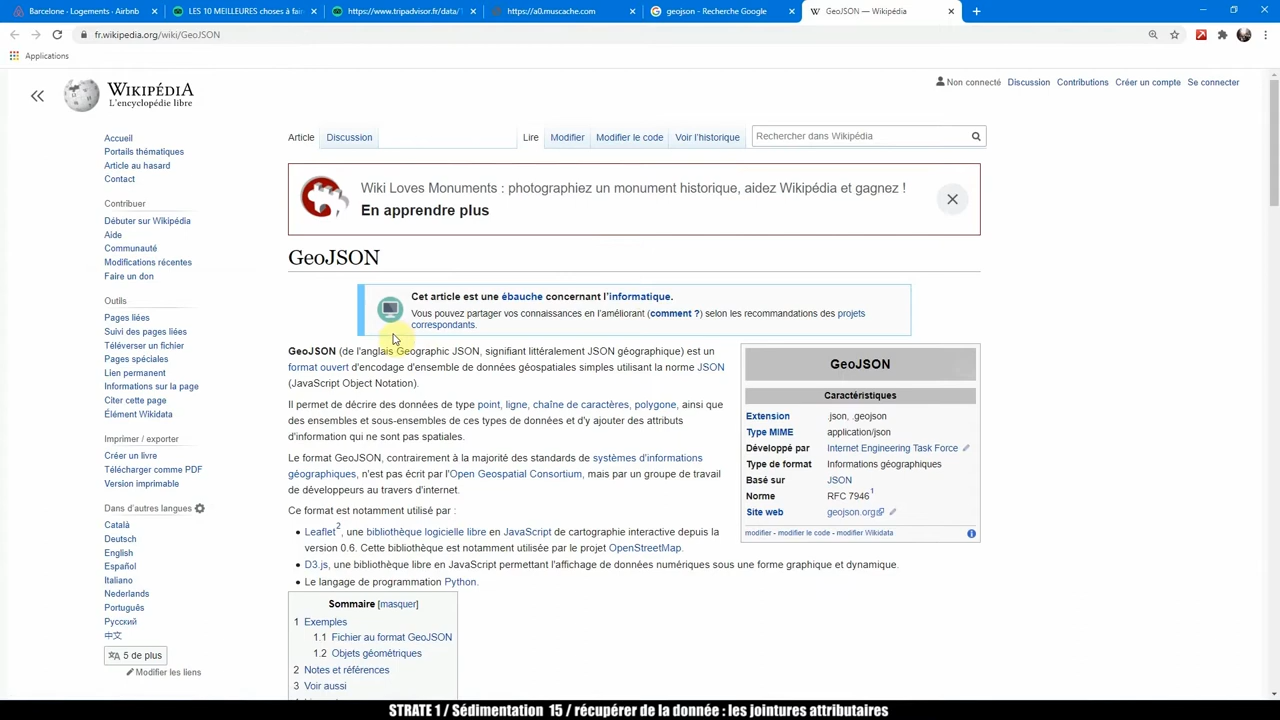 Barcelone · Logements · Airbnb
LES 10 MEILLEURES choses à fair
https://www.tripadvisor.fr/data/1
https://a0.muscache.com
geojson - Recherche Google
GeoJSON — Wikipédia
fr.wikipedia.org/wiki/GeoJSON
Applications
WIKIPÉDIA
L'encyclopédie libre
Non connecté Discussion Contributions Créer un compte Se connecter
Article Discussion Lire Modifier Modifier le code Voir l'historique Rechercher dans Wikipédia
Accueil
Portails thématiques
Article au hasard
Contact
Contribuer
Débuter sur Wikipédia
Aide
Communauté
Modifications récentes
Faire un don
Outils
Pages liées
Suivi des pages liées
Téléverser un fichier
Pages spéciales
Lien permanent
Informations sur la page
Citer cette page
Élément Wikidata
Imprimer / exporter
Créer un livre
Télécharger comme PDF
Version imprimable
Dans d'autres langues
Català
Deutsch
English
Español
Italiano
Nederlands
Português
Русский
中文
5 de plus
Modifier les liens
Wiki Loves Monuments : photographiez un monument historique, aidez Wikipédia et gagnez !
En apprendre plus
GeoJSON
Cet article est une ébauche concernant l'informatique.
Vous pouvez partager vos connaissances en l'améliorant (comment ?) selon les recommandations des projets
correspondants.
GeoJSON (de l'anglais Geographic JSON, signifiant littéralement JSON géographique) est un
format ouvert d'encodage d'ensemble de données géospatiales simples utilisant la norme JSON
(JavaScript Object Notation).
Il permet de décrire des données de type point, ligne, chaîne de caractères, polygone, ainsi que
des ensembles et sous-ensembles de ces types de données et d'y ajouter des attributs
d'information qui ne sont pas spatiales.
Le format GeoJSON, contrairement à la majorité des standards de systèmes d'informations
géographiques, n'est pas écrit par l'Open Geospatial Consortium, mais par un groupe de travail
de développeurs au travers d'internet.
Ce format est notamment utilisé par :
Leaflet2, une bibliothèque logicielle libre en JavaScript de cartographie interactive depuis la
version 0.6. Cette bibliothèque est notamment utilisée par le projet OpenStreetMap.
D3.js, une bibliothèque libre en JavaScript permettant l'affichage de données numériques sous une forme graphique et dynamique.
Le langage de programmation Python.
GeoJSON
Caractéristiques
Extension .json, .geojson
Type MIME application/json
Développé par Internet Engineering Task Force
Type de format Informations géographiques
Basé sur JSON
Norme RFC 7946 1
Site web geojson.org
modifier - modifier le code - modifier Wikidata
Sommaire [masquer]
1 Exemples
1.1 Fichier au format GeoJSON
1.2 Objets géométriques
2 Notes et références
3 Voir aussi
STRATE 1 / Sédimentation 15 / récupérer de la donnée : les jointures attributaires